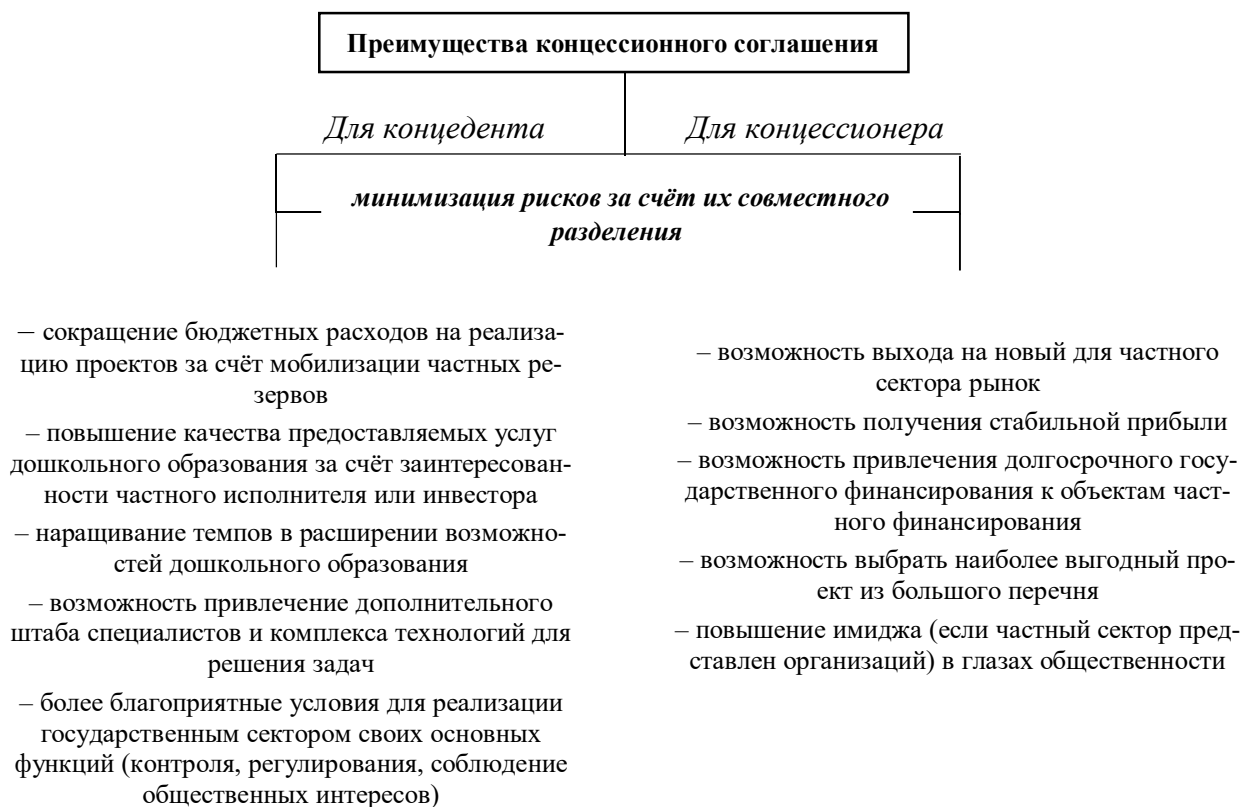 Преимущества концессионного соглашения
Для концедента
Для концессионера
минимизация рисков за счёт их совместного
разделения
– сокращение бюджетных расходов на реализа-
цию проектов за счёт мобилизации частных ре-
зервов
– повышение качества предоставляемых услуг
дошкольного образования за счёт заинтересован-
ности частного исполнителя или инвестора
– наращивание темпов в расширении возможно-
стей дошкольного образования
– возможность привлечение дополнительного
штаба специалистов и комплекса технологий для
решения задач
– более благоприятные условия для реализации
государственным сектором своих основных
функций (контроля, регулирования, соблюдение
общественных интересов)
– возможность выхода на новый для частного
сектора рынок
– возможность получения стабильной прибыли
– возможность привлечения долгосрочного госу-
дарственного финансирования к объектам част-
ного финансирования
– возможность выбрать наиболее выгодный про-
ект из большого перечня
– повышение имиджа (если частный сектор пред-
ставлен организаций) в глазах общественности